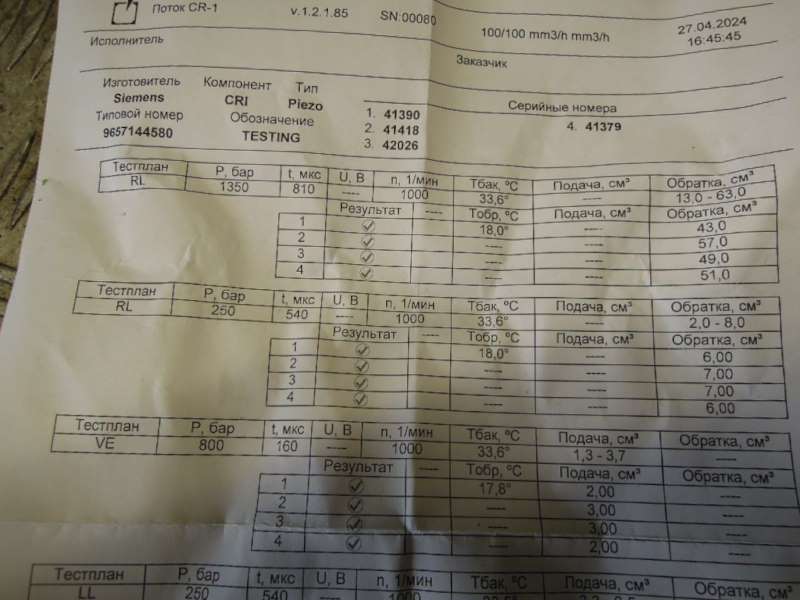 Поток CR-1 v.1.2.1.85 SN:00080 100/100 mm3/h mm3/h 27.04.2024
16:45:45
Исполнитель Заказчик
Изготовитель Компонент Тип Серийные номера
Siemens CRI Piezo 1. 41390 4. 41379
Типовой номер Обозначение 2. 41418
9657144580 TESTING 3. 42026
Тестплан P, бар t, мкс U, В n, 1/мин Tбак, ºC Подача, см³ Обратка, см³
RL 1350 810 ---- 1000 33,6° ---- 13,0 - 63,0
Результат ---- Tобр, ºC Подача, см³ Обратка, см³
1 18,0° ---- 43,0
2 ---- ---- 57,0
3 ---- ---- 49,0
4 ---- ---- 51,0
Тестплан P, бар t, мкс U, В n, 1/мин Tбак, ºC Подача, см³ Обратка, см³
RL 250 540 ---- 1000 33,6° ---- 2,0 - 8,0
Результат ---- Tобр, ºC Подача, см³ Обратка, см³
1 18,0° ---- 6,00
2 ---- ---- 7,00
3 ---- ---- 7,00
4 ---- ---- 6,00
Тестплан P, бар t, мкс U, В n, 1/мин Tбак, ºC Подача, см³ Обратка, см³
VE 800 160 ---- 1000 33,6° 1,3 - 3,7 ----
Результат ---- Tобр, ºC Подача, см³ Обратка, см³
1 17,8° 2,00 ----
2 ---- 3,00 ----
3 ---- 3,00 ----
4 ---- 2,00 ----
Тестплан P, бар t, мкс U, В n, 1/мин Tбак, ºC Подача, см³ Обратка, см³
LL 250 540 ---- 1000